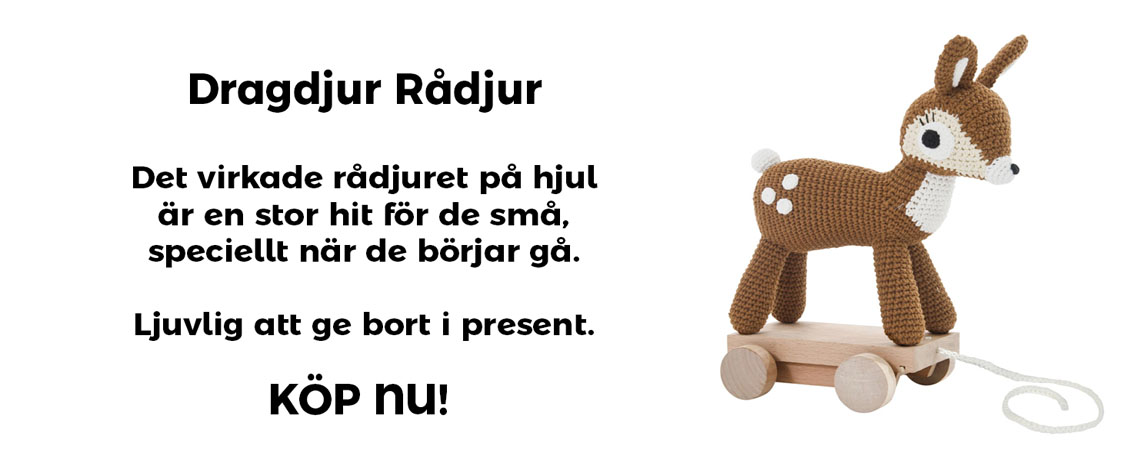 Dragdjur Rådjur
Det virkade rådjuret på hjul
är en stor hit för de små,
speciellt när de börjar gå.
Ljuvlig att ge bort i present.
KÖP nu!